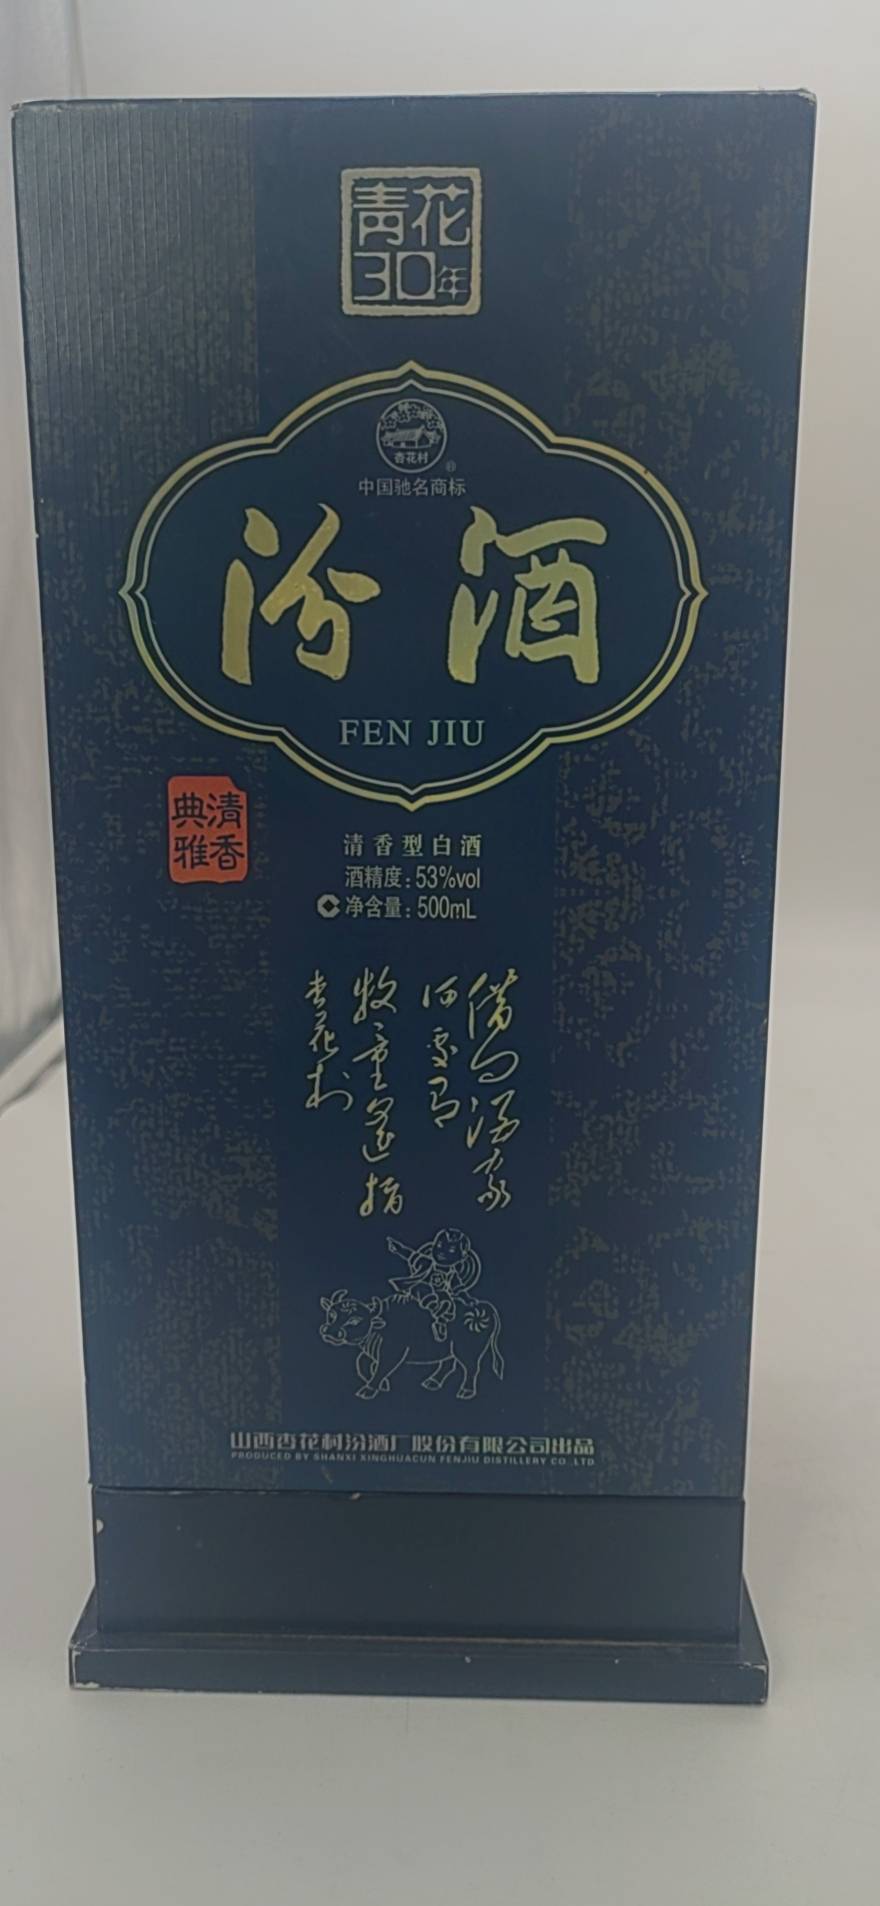 青花
30年
杏花村
®
中国驰名商标
汾酒
FEN JIU
清香
典雅
清香型白酒
酒精度:53%vol
C净含量:500mL
借问酒家
何处有
牧童遥指
杏花村
山西杏花村汾酒厂股份有限公司出品
PRODUCED BY SHANXI XINGHUACUN FENJIU DISTILLERY CO.,LTD